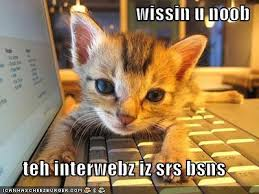 wissin u noob
teh interwebz iz srs bsns
ICANHASCHEEZBURGER.COM